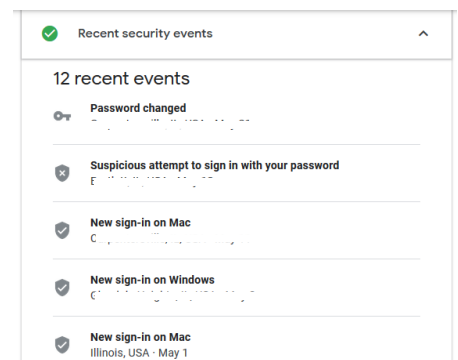 Recent security events
12 recent events
Password changed
Suspicious attempt to sign in with your password
New sign-in on Mac
New sign-in on Windows
New sign-in on Mac
Illinois, USA · May 1